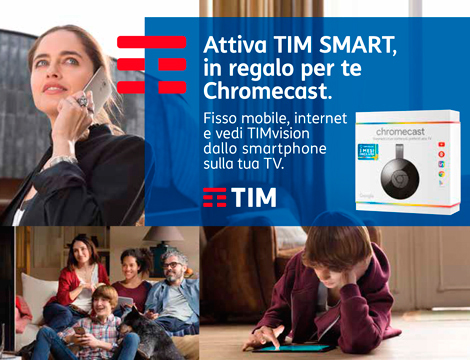 Attiva TIM SMART,
in regalo per te
Chromecast.
Fisso mobile, internet
e vedi TIMvision
dallo smartphone
sulla tua TV.
TIM
chromecast